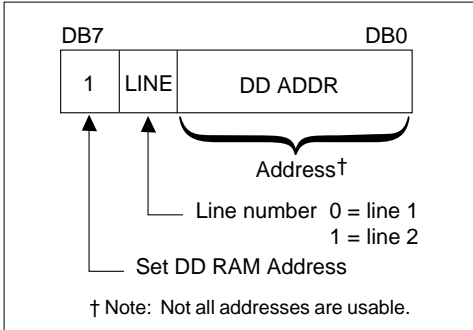 DB7 DB0
1 LINE DD ADDR
Address†
Line number 0 = line 1
1 = line 2
Set DD RAM Address
† Note: Not all addresses are usable.